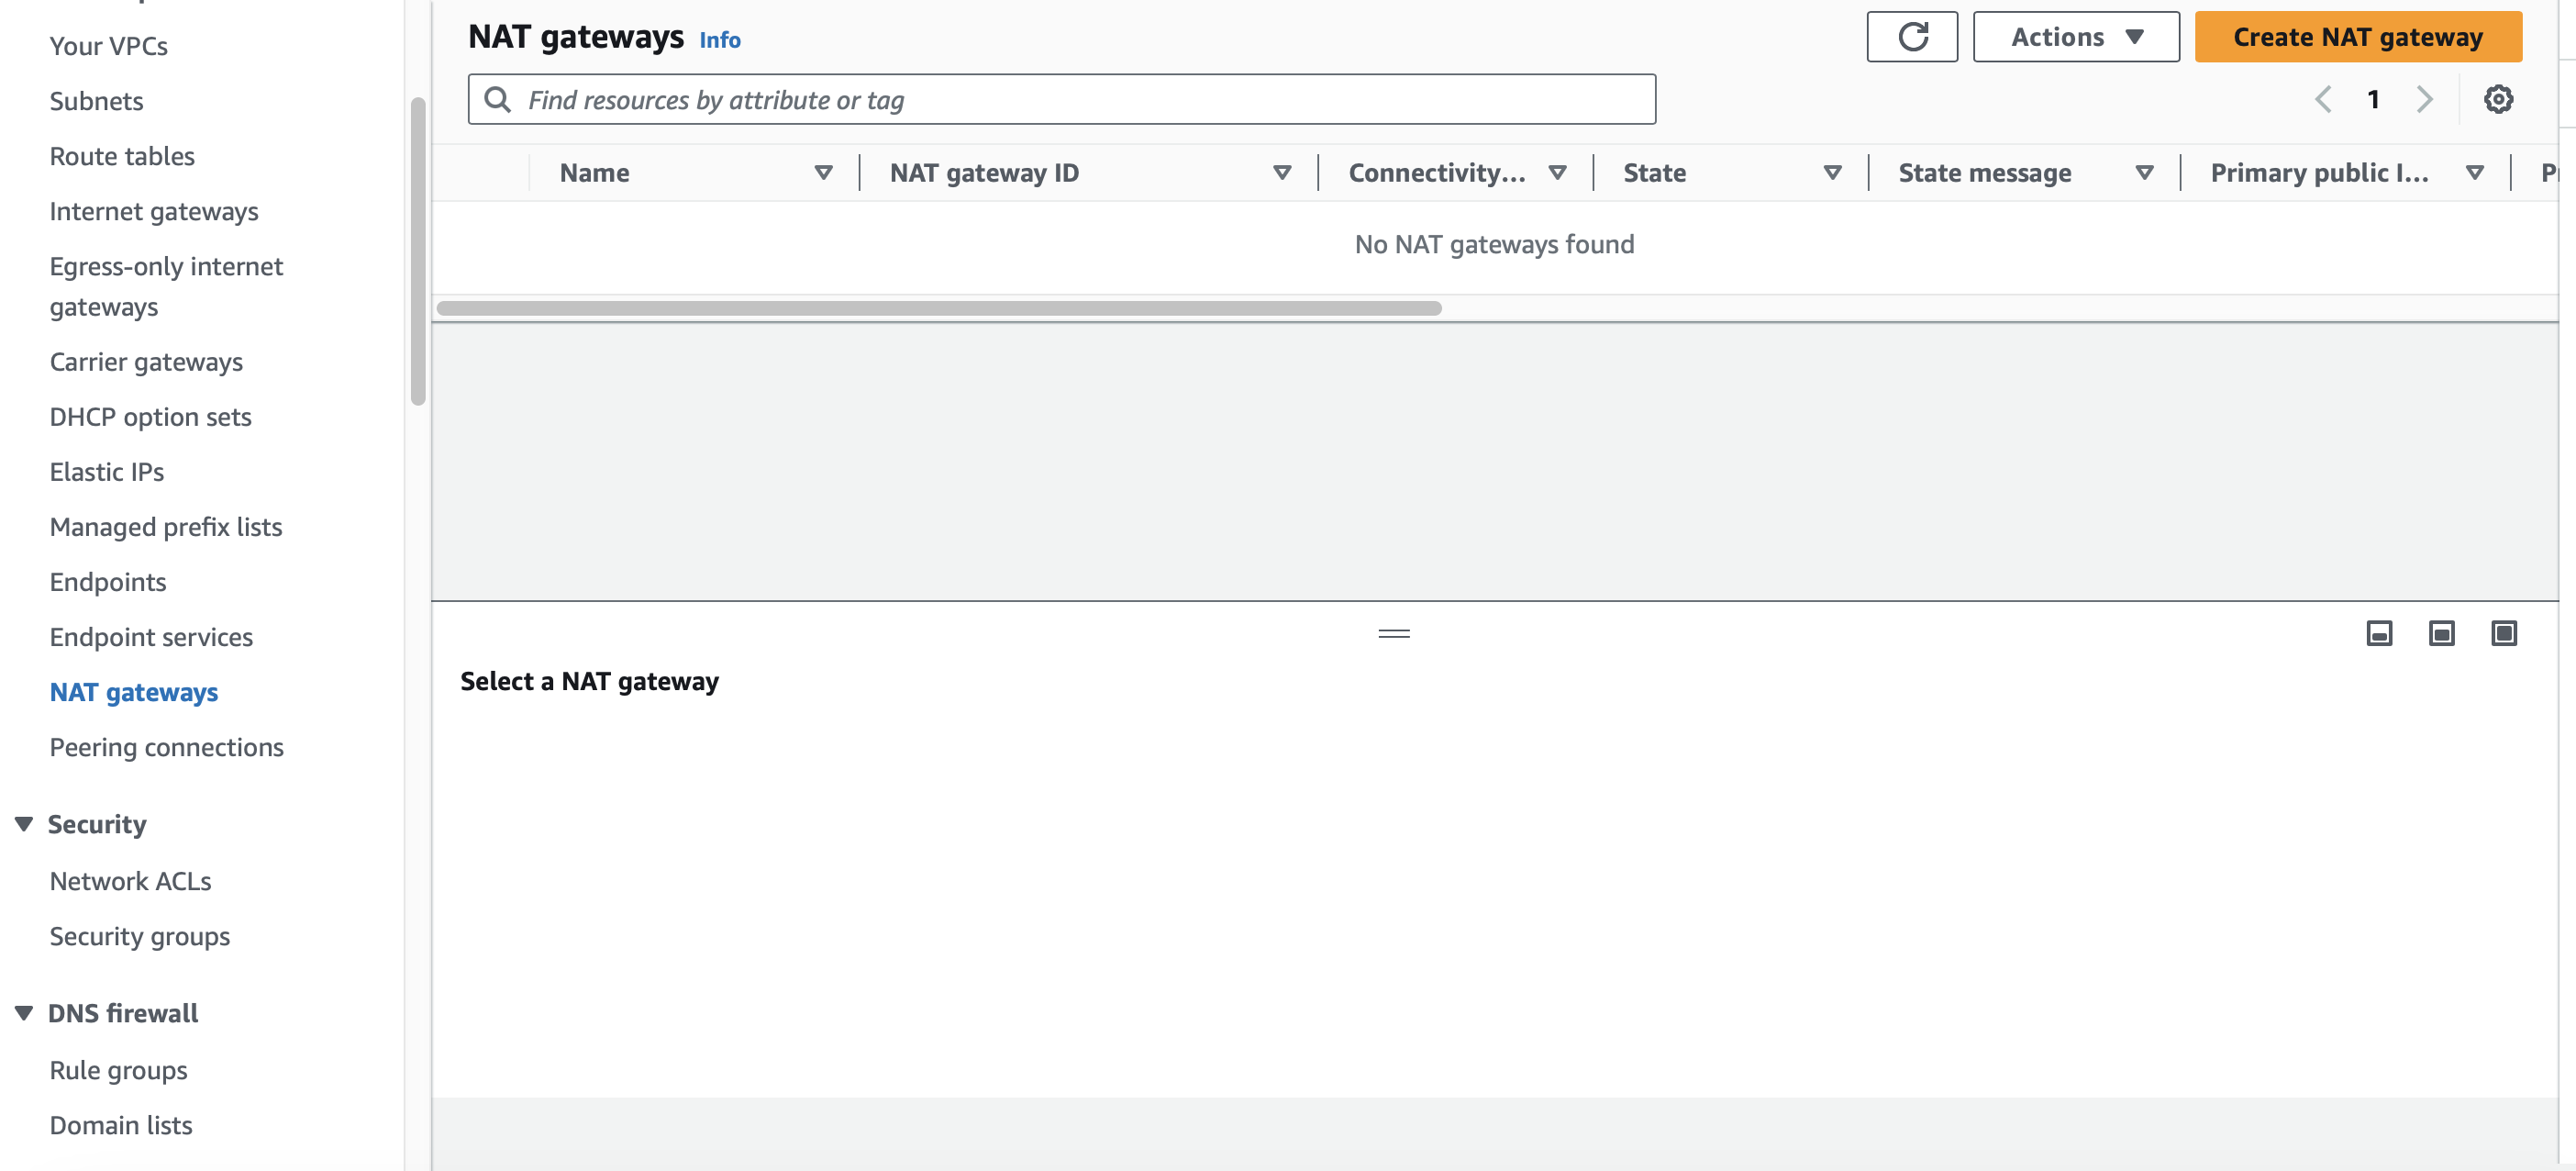 Your VPCs
Subnets
Route tables
Internet gateways
Egress-only internet
gateways
Carrier gateways
DHCP option sets
Elastic IPs
Managed prefix lists
Endpoints
Endpoint services
NAT gateways
Peering connections
Security
Network ACLs
Security groups
DNS firewall
Rule groups
Domain lists
NAT gateways Info
Actions
Create NAT gateway
Find resources by attribute or tag
1
Name NAT gateway ID Connectivity... State State message Primary public I...
No NAT gateways found
Select a NAT gateway